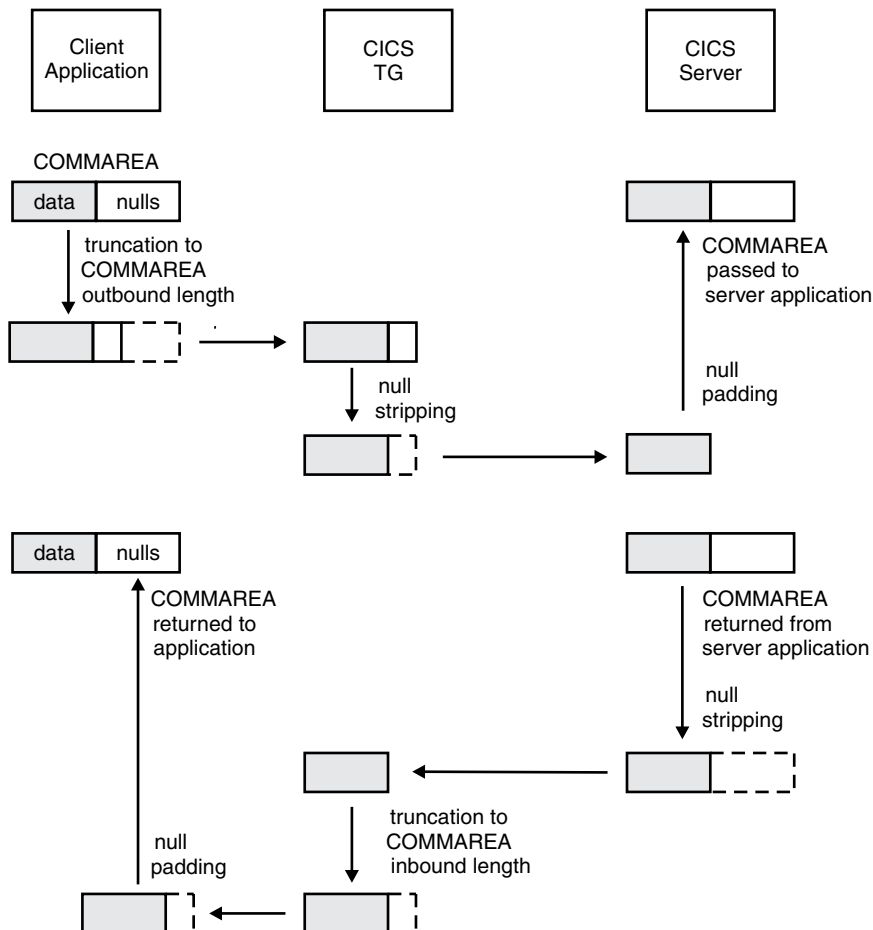 Client
Application
CICS
TG
CICS
Server
COMMAREA
data nulls
truncation to
COMMAREA
outbound length
null
stripping
COMMAREA
passed to
server application
null
padding
data nulls
COMMAREA
returned to
application
COMMAREA
returned from
server application
null
stripping
truncation to
COMMAREA
inbound length
null
padding